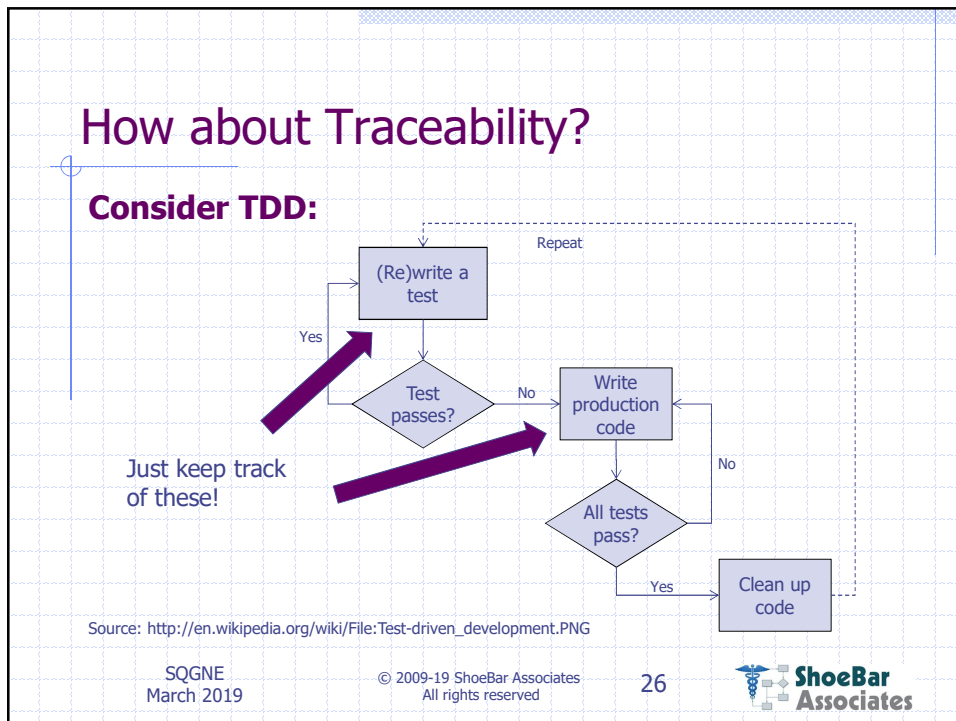 How about Traceability?
Consider TDD:
Repeat
(Re)write a
test
Yes
Test
passes?
No
Write
production
code
No
Just keep track
of these!
All tests
pass?
Yes
Clean up
code
Source: http://en.wikipedia.org/wiki/File:Test-driven_development.PNG
SQGNE
March 2019
© 2009-19 ShoeBar Associates
All rights reserved
26
ShoeBar
Associates